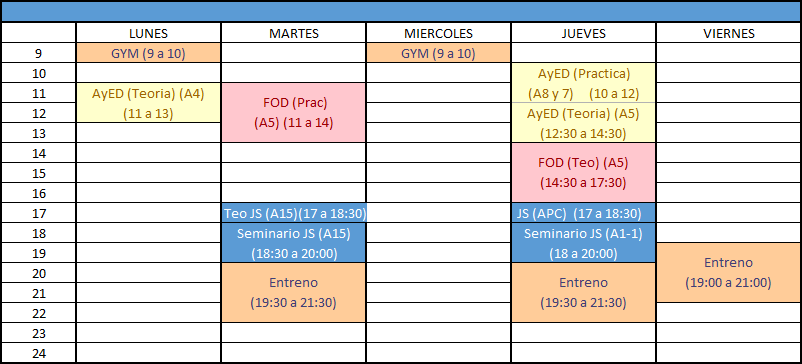 LUNES MARTES MIERCOLES JUEVES VIERNES
9 GYM (9 a 10) GYM (9 a 10)
10 AyED (Practica)
11 AyED (Teoria) (A4) FOD (Prac) (A8 y 7) (10 a 12)
12 (11 a 13) (A5) (11 a 14) AyED (Teoria) (A5)
13 (12:30 a 14:30)
14 FOD (Teo) (A5)
15 (14:30 a 17:30)
16
17 Teo JS (A15)(17 a 18:30) JS (APC) (17 a 18:30)
18 Seminario JS (A15) Seminario JS (A1-1)
19 (18:30 a 20:00) (18 a 20:00) Entreno
20 Entreno Entreno (19:00 a 21:00)
21 (19:30 a 21:30) (19:30 a 21:30)
22
23
24